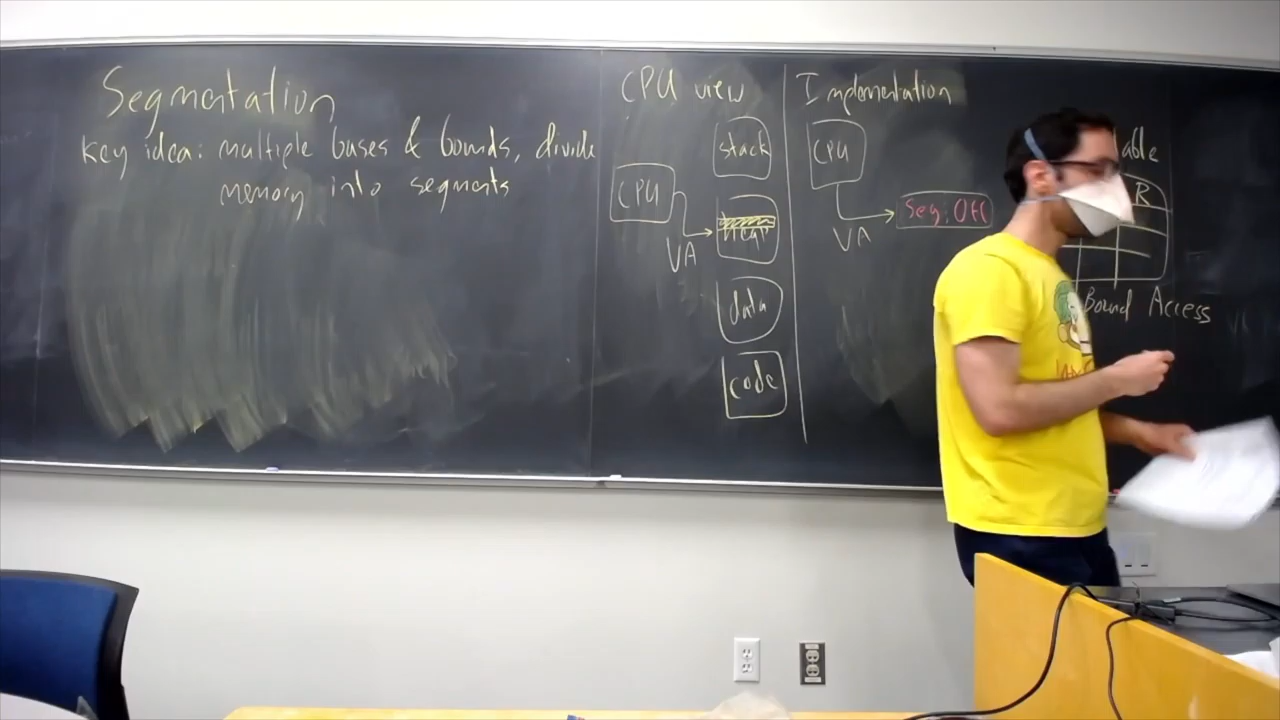 Segmentation
key idea: multiple bases & bounds, divide
memory into segments
CPU view
stack
CPU
VA
heap
data
code
Implementation
CPU
VA
Seg: Off
able
R
Bound Access